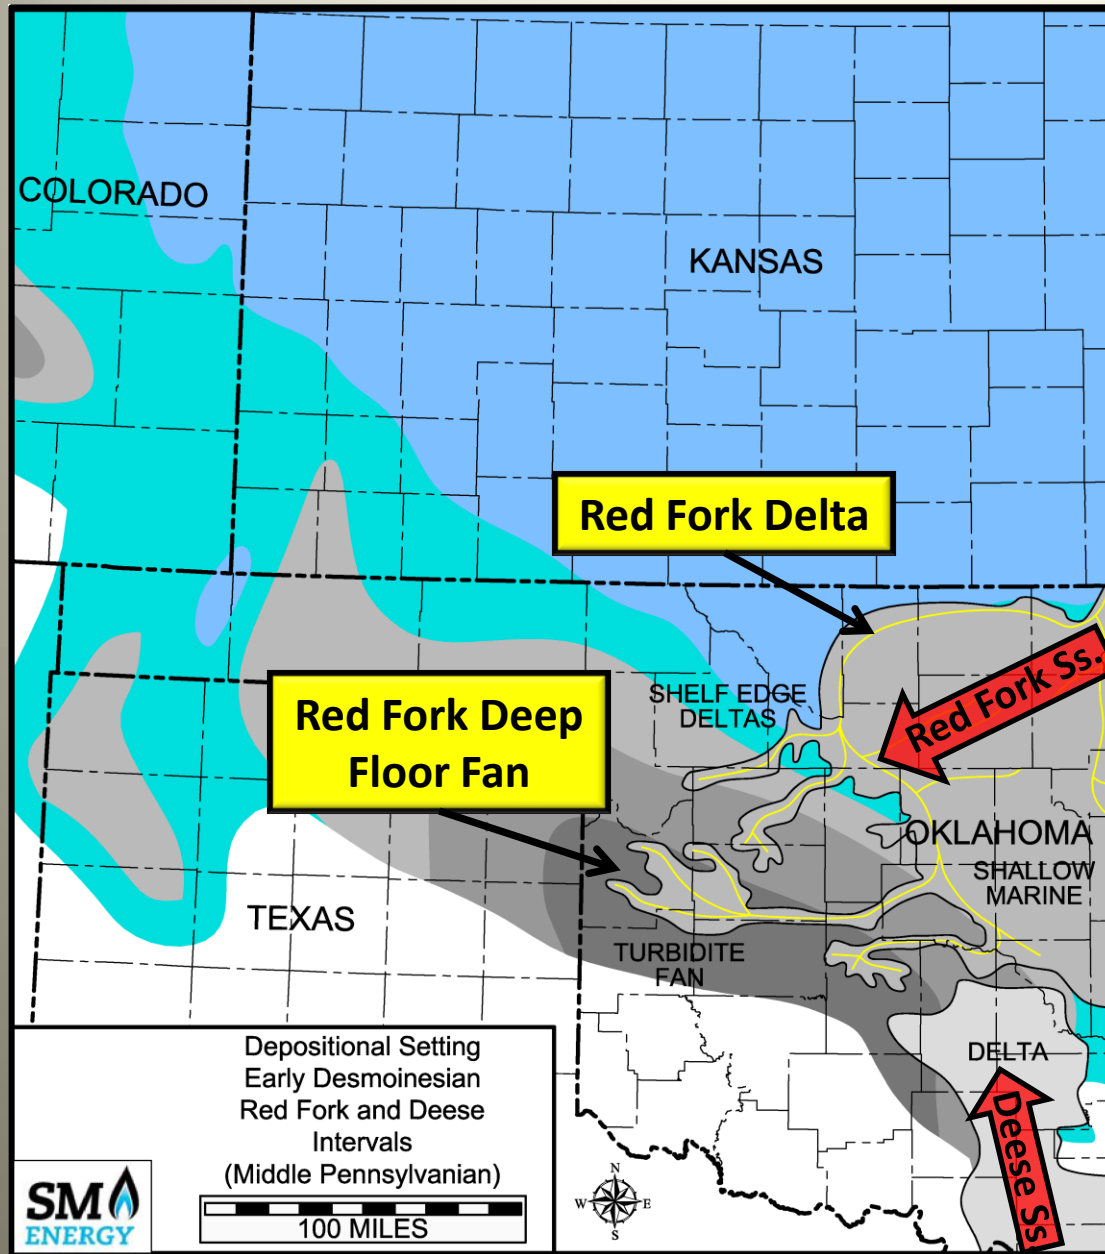 COLORADO
KANSAS
Red Fork Delta
SHELF EDGE
DELTAS
Red Fork Ss.
Red Fork Deep
Floor Fan
OKLAHOMA
SHALLOW
MARINE
TEXAS
TURBIDITE
FAN
DELTA
Deese Ss
Depositional Setting
Early Desmoinesian
Red Fork and Deese
Intervals
(Middle Pennsylvanian)
100 MILES
SM
ENERGY
N
W E
S